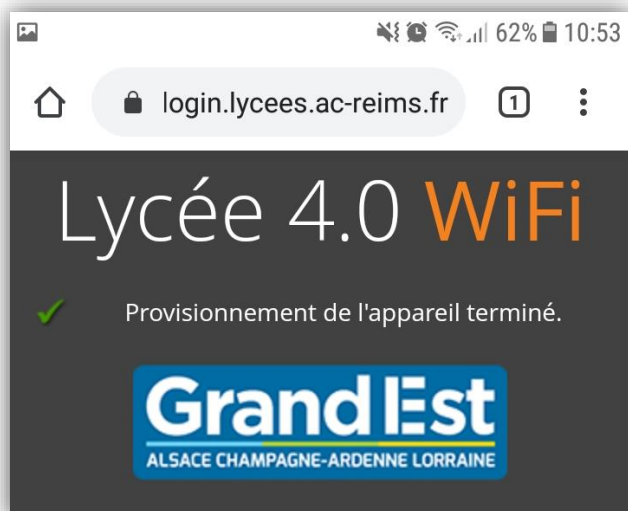 62% 10:53
login.lycees.ac-reims.fr 1
Lycée 4.0 WiFi
Provisionnement de l'appareil terminé.
Grand Est
ALSACE CHAMPAGNE-ARDENNE LORRAINE